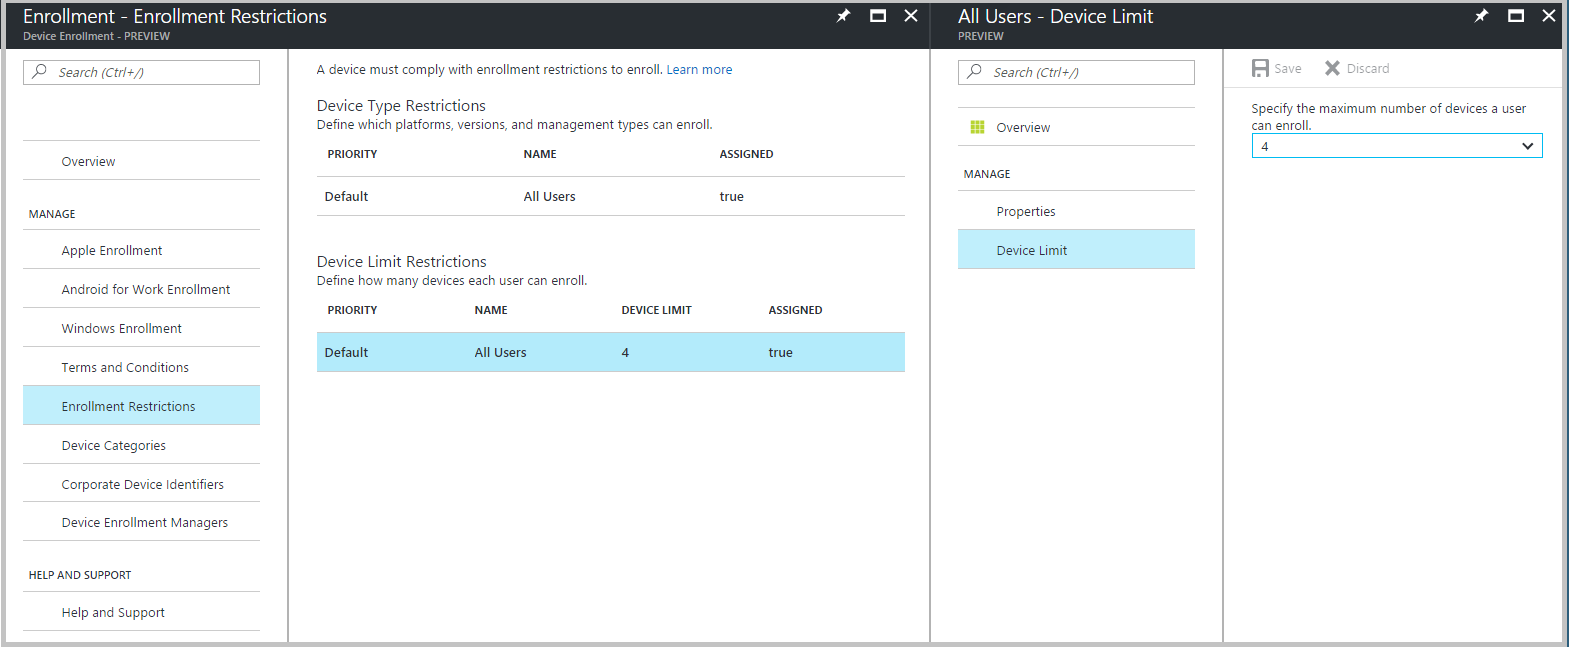 Enrollment - Enrollment Restrictions
Device Enrollment - PREVIEW
Search (Ctrl+/)
Overview
MANAGE
Apple Enrollment
Android for Work Enrollment
Windows Enrollment
Terms and Conditions
Enrollment Restrictions
Device Categories
Corporate Device Identifiers
Device Enrollment Managers
HELP AND SUPPORT
Help and Support
A device must comply with enrollment restrictions to enroll. Learn more
Device Type Restrictions
Define which platforms, versions, and management types can enroll.
PRIORITY NAME ASSIGNED
Default All Users true
Device Limit Restrictions
Define how many devices each user can enroll.
PRIORITY NAME DEVICE LIMIT ASSIGNED
Default All Users 4 true
All Users - Device Limit
PREVIEW
Search (Ctrl+/)
Overview
MANAGE
Properties
Device Limit
Save Discard
Specify the maximum number of devices a user
can enroll.
4